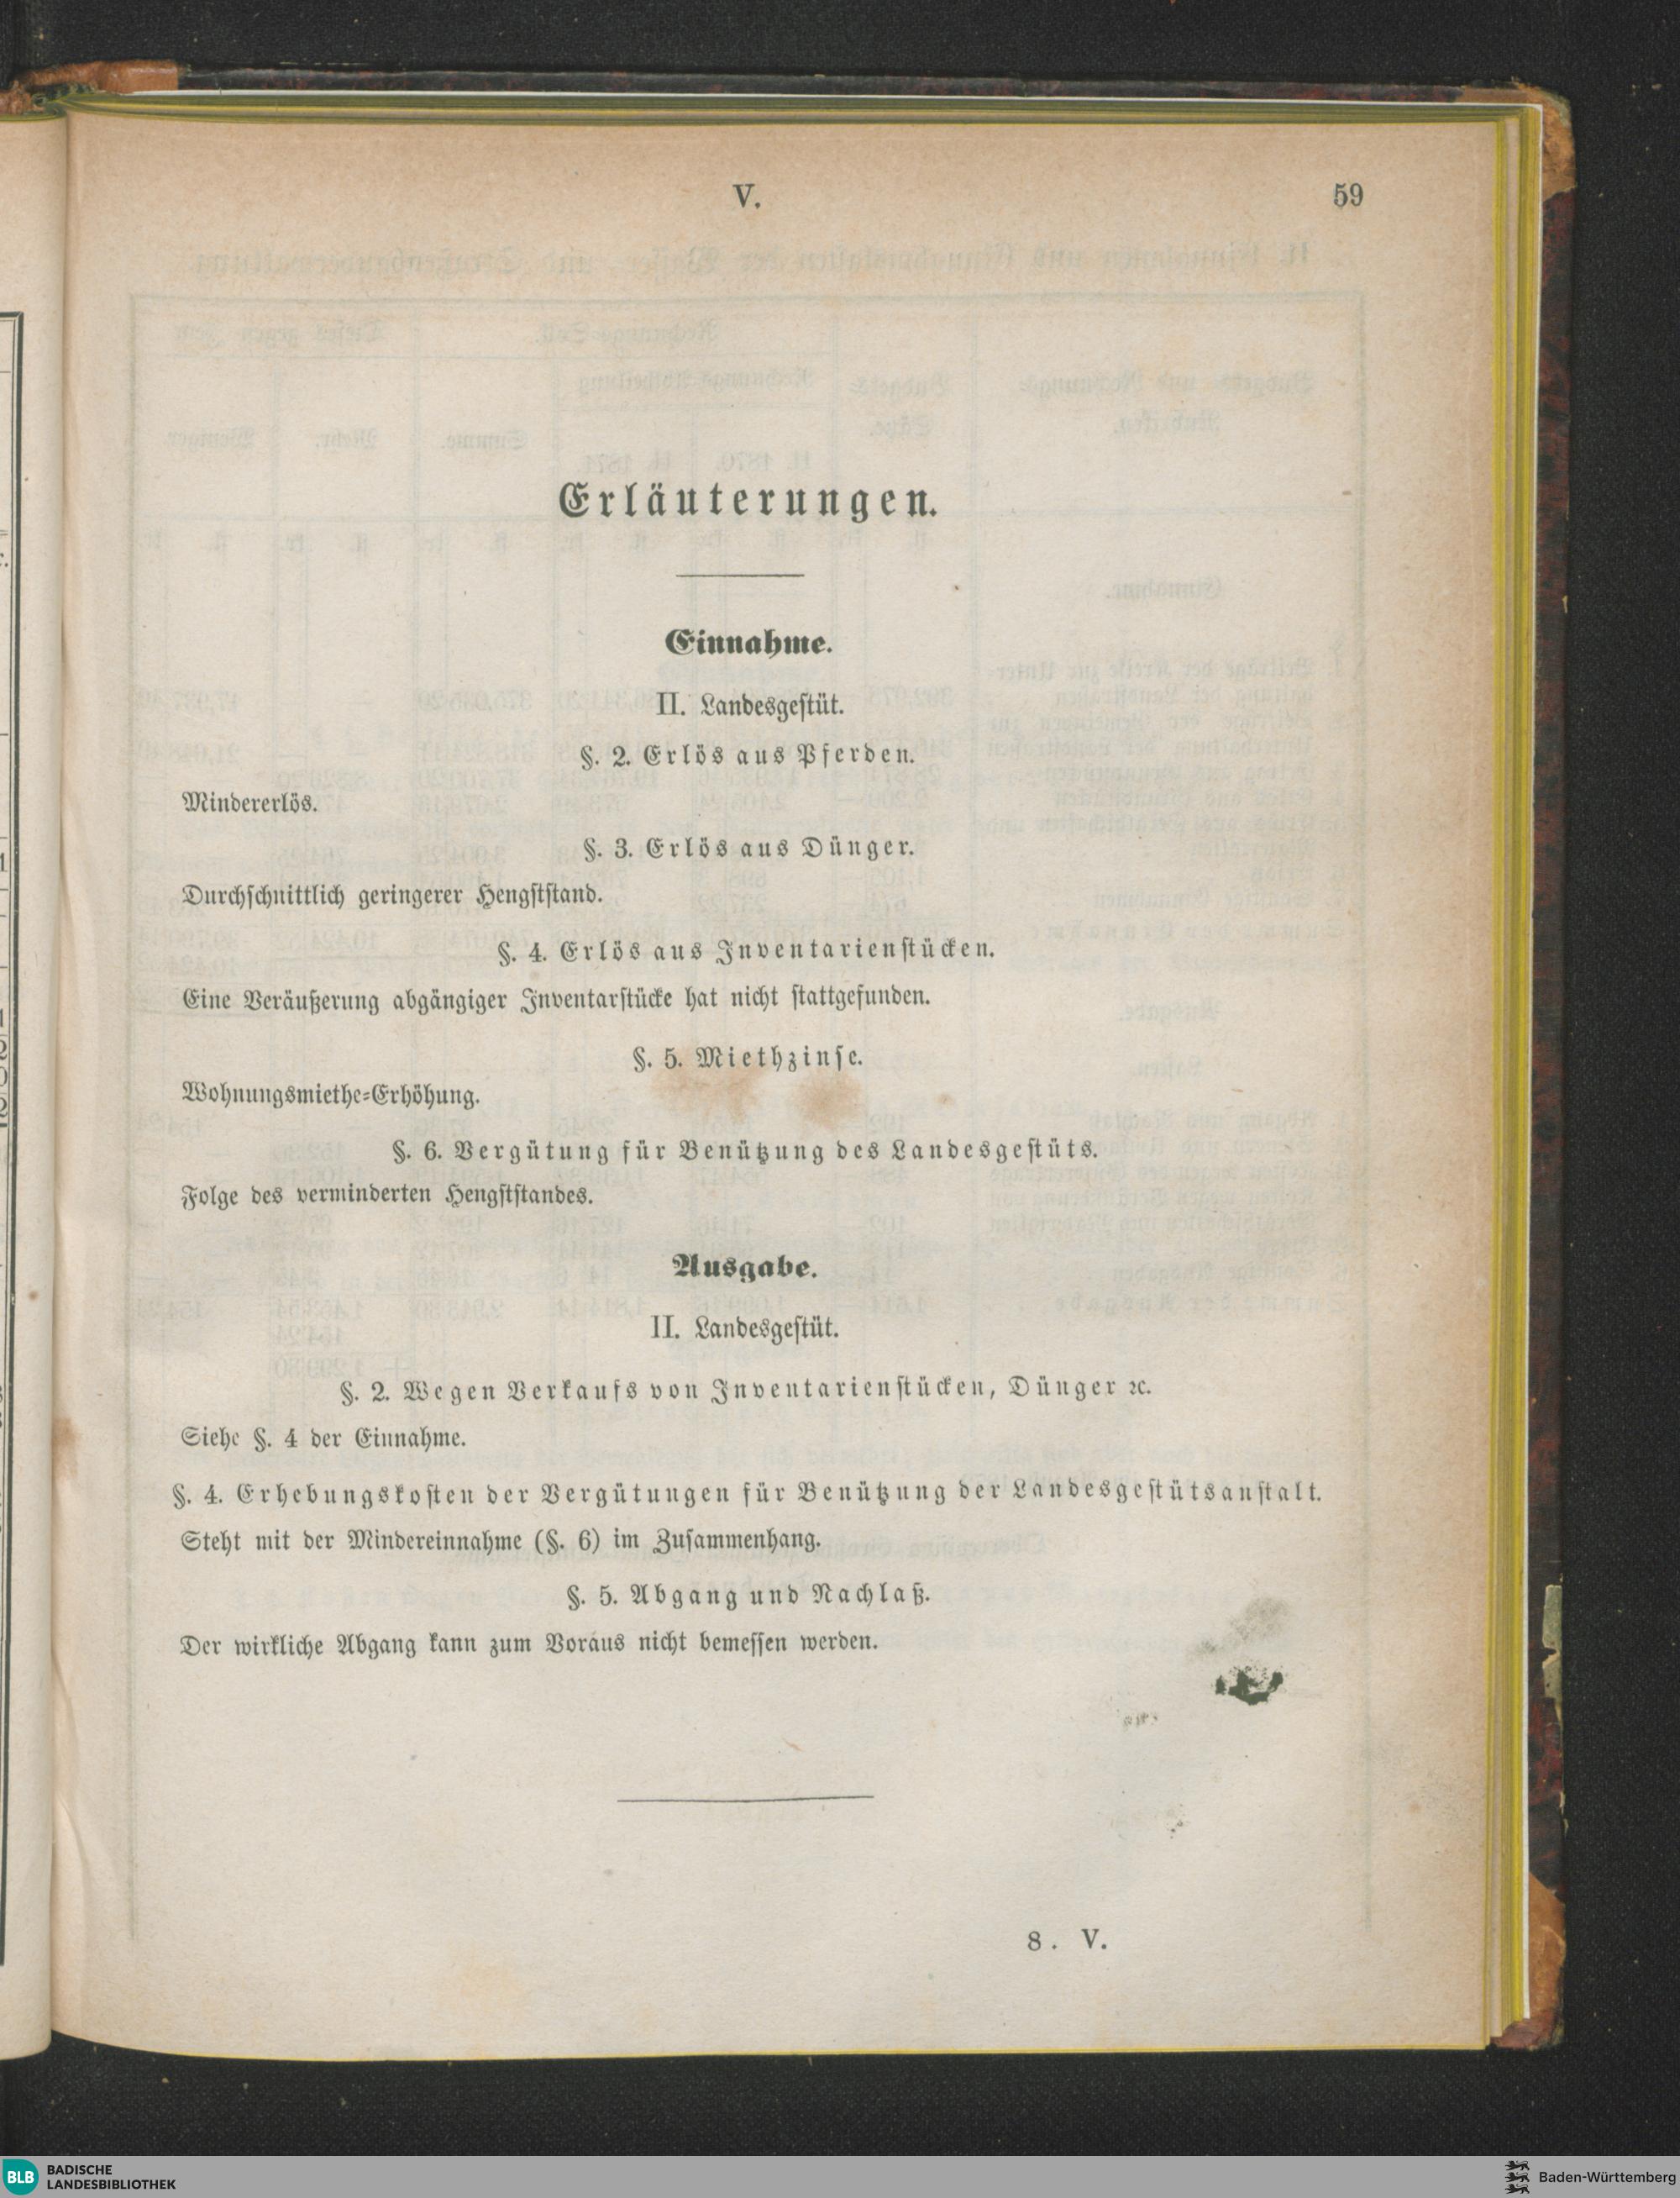 V.
59
Erläuterungen.
Einnahme.
II. Landesgestüt.
§. 2. Erlös aus Pferden.
Mindererlös.
§. 3. Erlös aus Dünger.
Durchschnittlich geringerer Hengststand.
§. 4. Erlös aus Inventarienstücken.
Eine Veräußerung abgängiger Inventarstücke hat nicht stattgefunden.
§. 5. Miethzinse.
Wohnungsmiethe-Erhöhung.
§. 6. Vergütung für Benützung des Landesgestüts.
Folge des verminderten Hengststandes.
Ausgabe.
II. Landesgestüt.
§. 2. Wegen Verkaufs von Inventarienstücken, Dünger ꝛc.
Siehe §. 4 der Einnahme.
§. 4. Erhebungskosten der Vergütungen für Benützung der Landesgestütsanstalt.
Steht mit der Mindereinnahme (§. 6) im Zusammenhang.
§. 5. Abgang und Nachlaß.
Der wirkliche Abgang kann zum Voraus nicht bemessen werden.
8. V.
BLB BADISCHE
LANDESBIBLIOTHEK
Baden-Württemberg